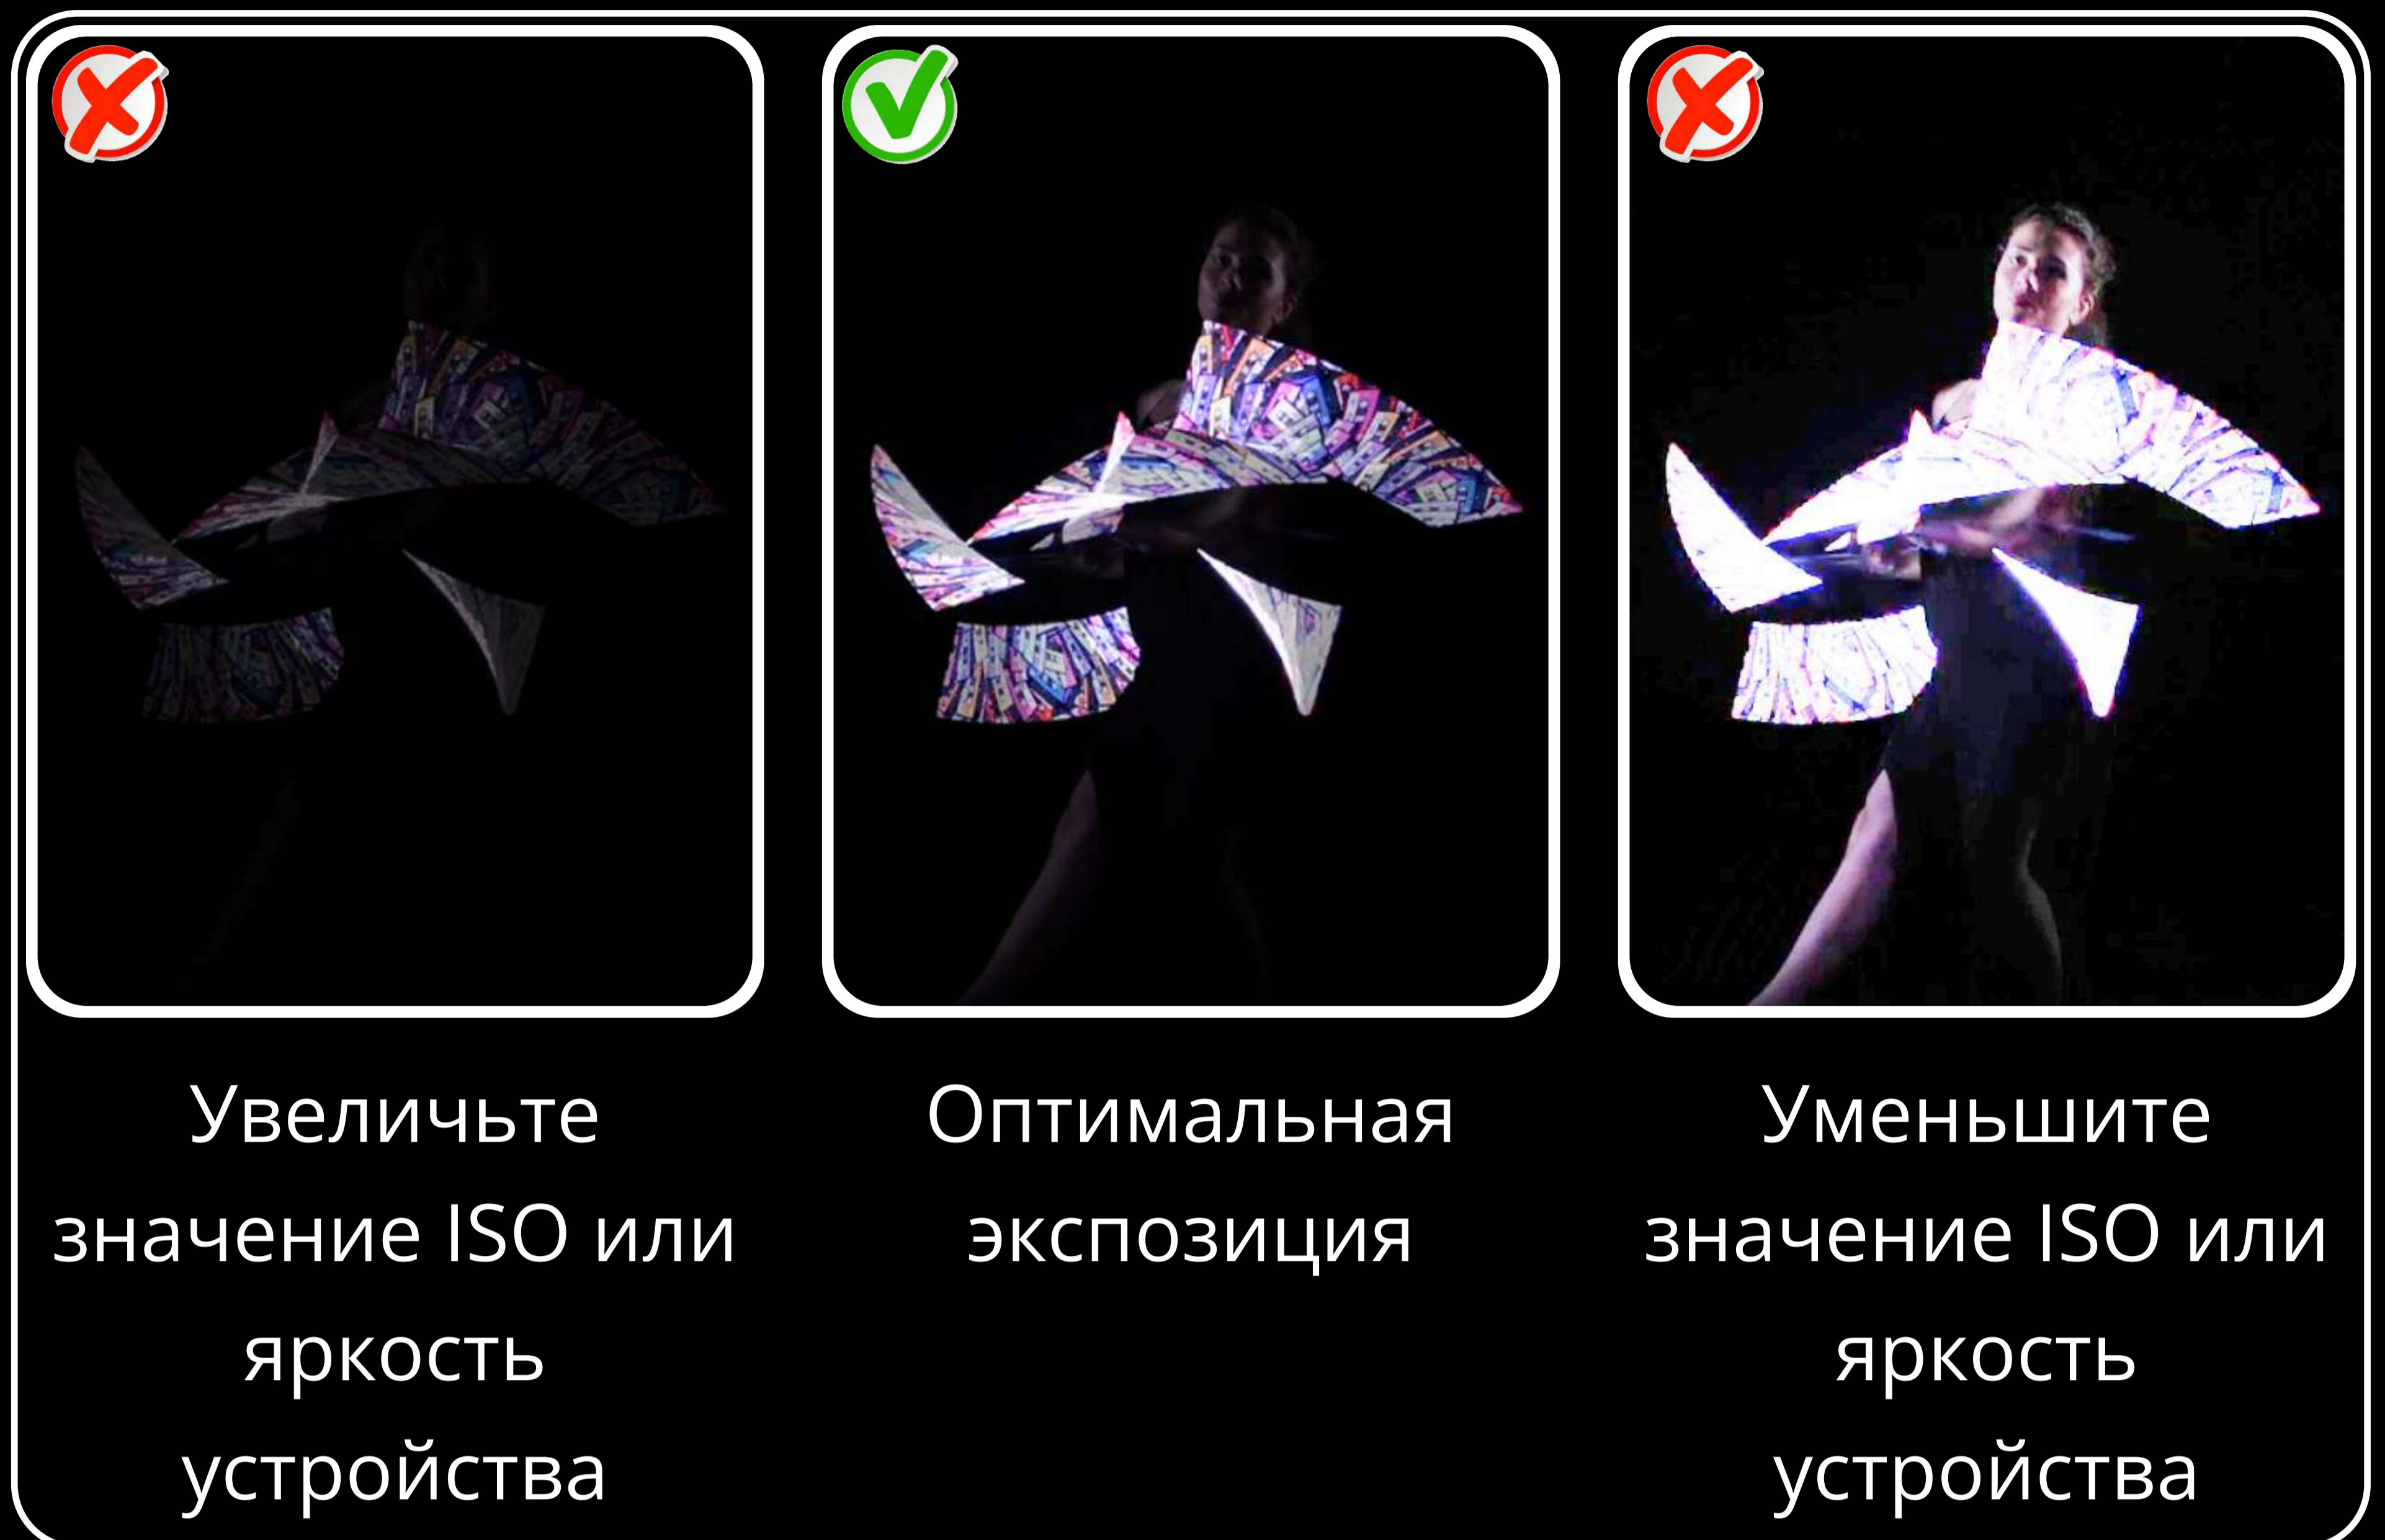 Увеличьте
значение ISO или
яркость
устройства
Оптимальная
экспозиция
Уменьшите
значение ISO или
яркость
устройства